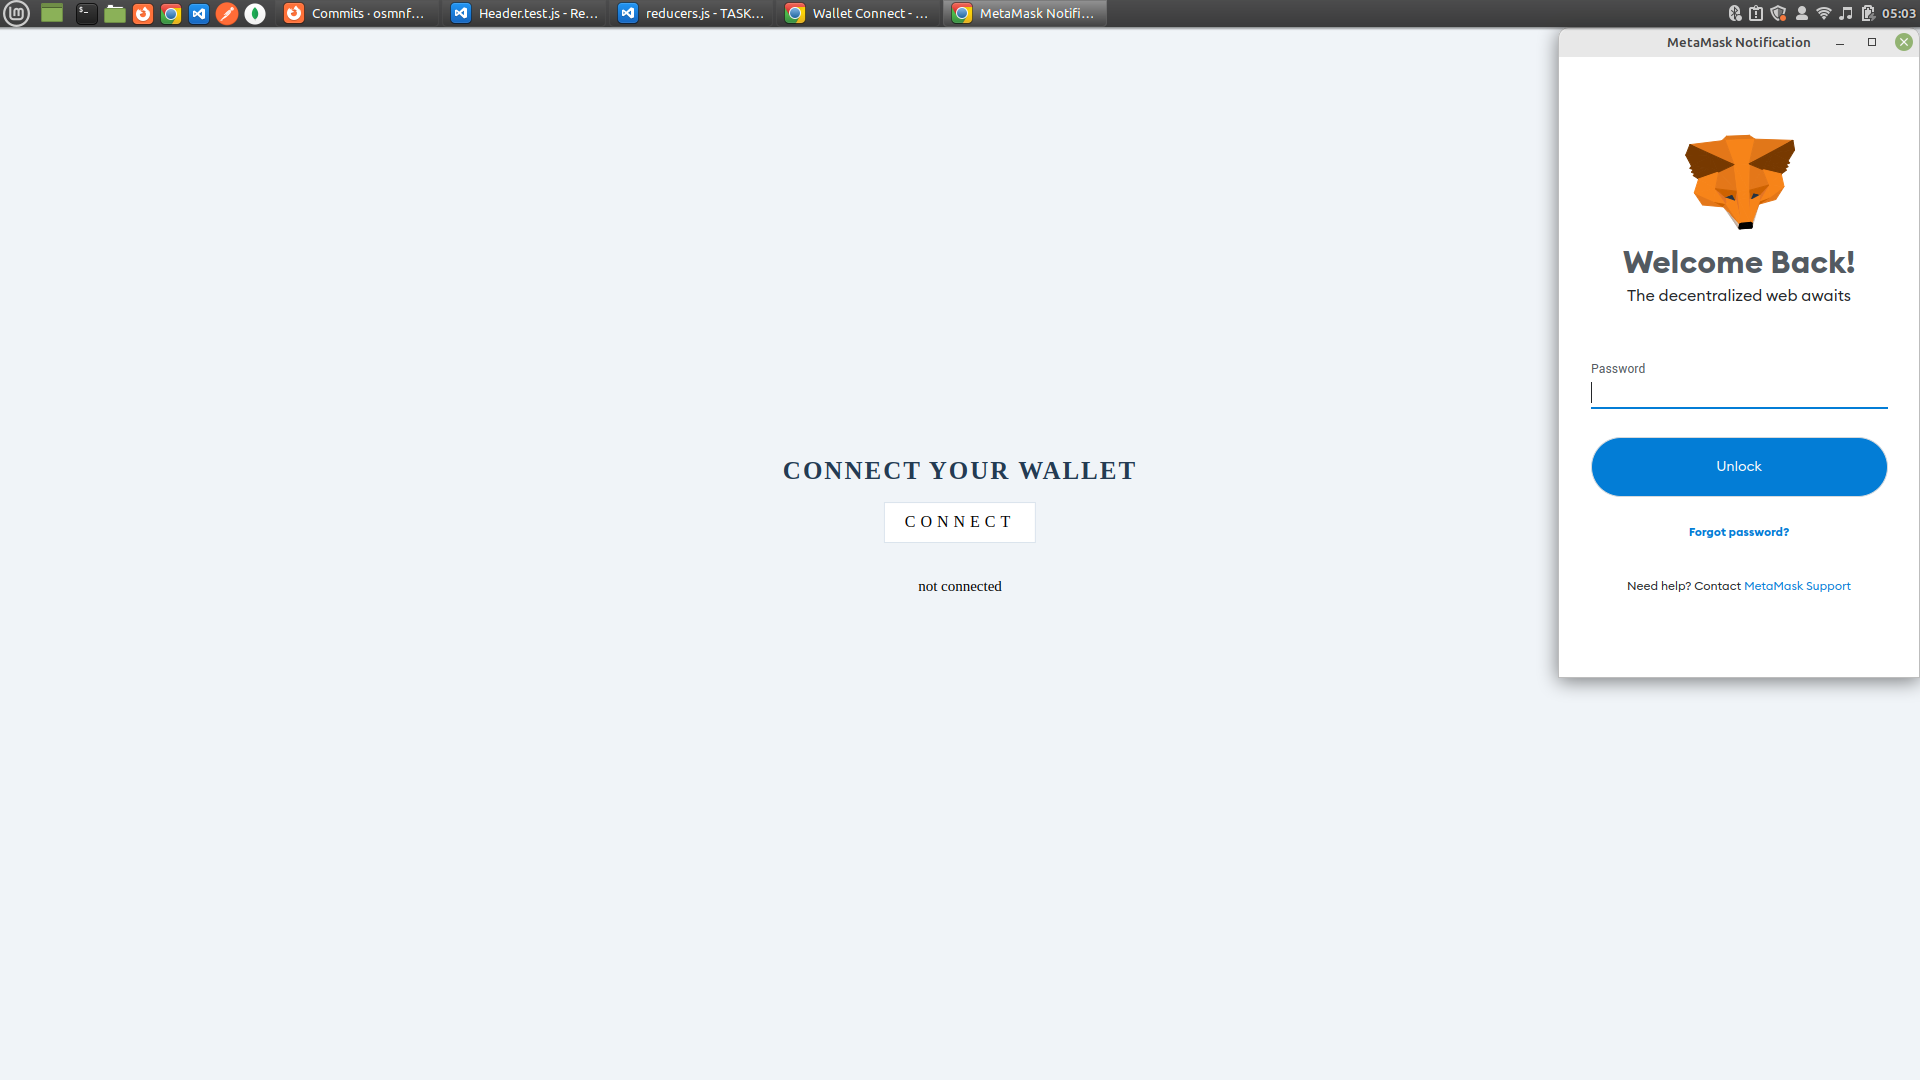 Commits · osmnf...
Header.test.js - Re...
reducers.js - TASK...
Wallet Connect - ...
MetaMask Notifi...
05:03
MetaMask Notification
Welcome Back!
The decentralized web awaits
Password
Unlock
Forgot password?
Need help? Contact MetaMask Support
CONNECT YOUR WALLET
CONNECT
not connected